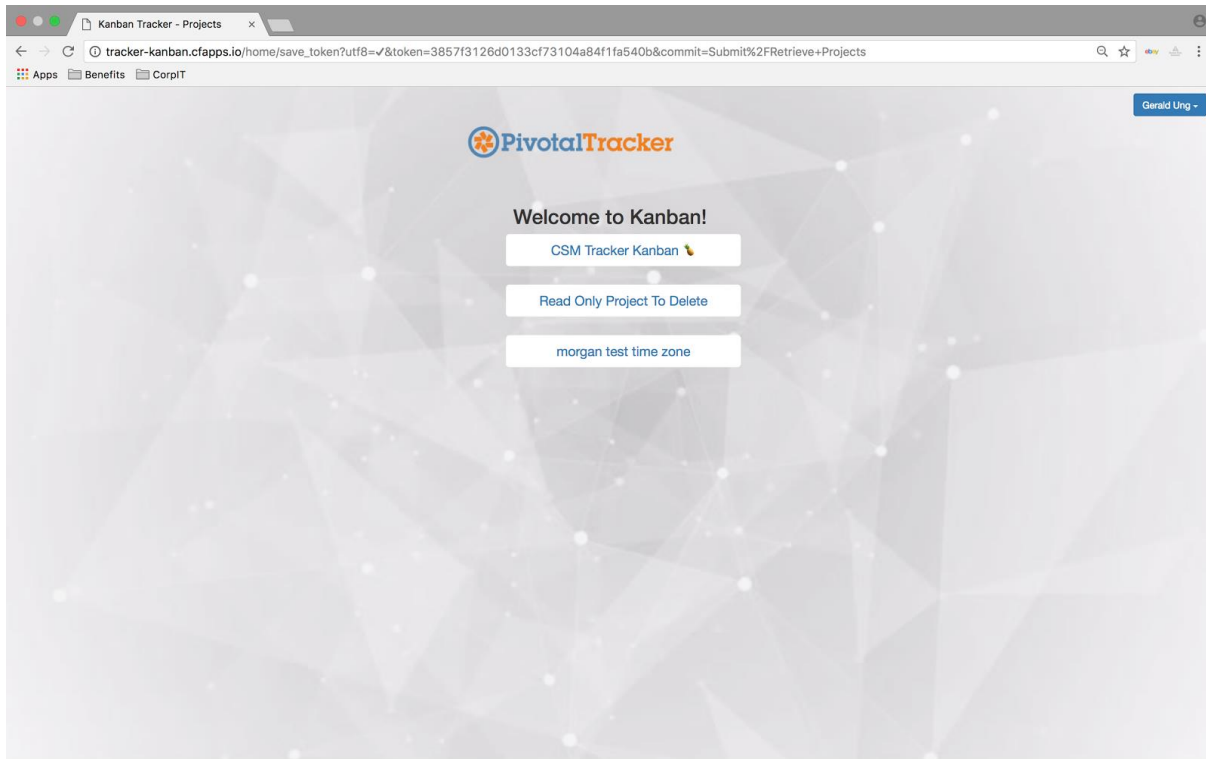 Kanban Tracker - Projects
tracker-kanban.cfapps.io/home/save_token?utf8=✓&token=3857f3126d0133cf73104a84f1fa540b&commit=Submit%2FRetrieve+Projects
ebay
Apps Benefits CorpIT
Gerald Ung
PivotalTracker
Welcome to Kanban!
CSM Tracker Kanban 🍍
Read Only Project To Delete
morgan test time zone